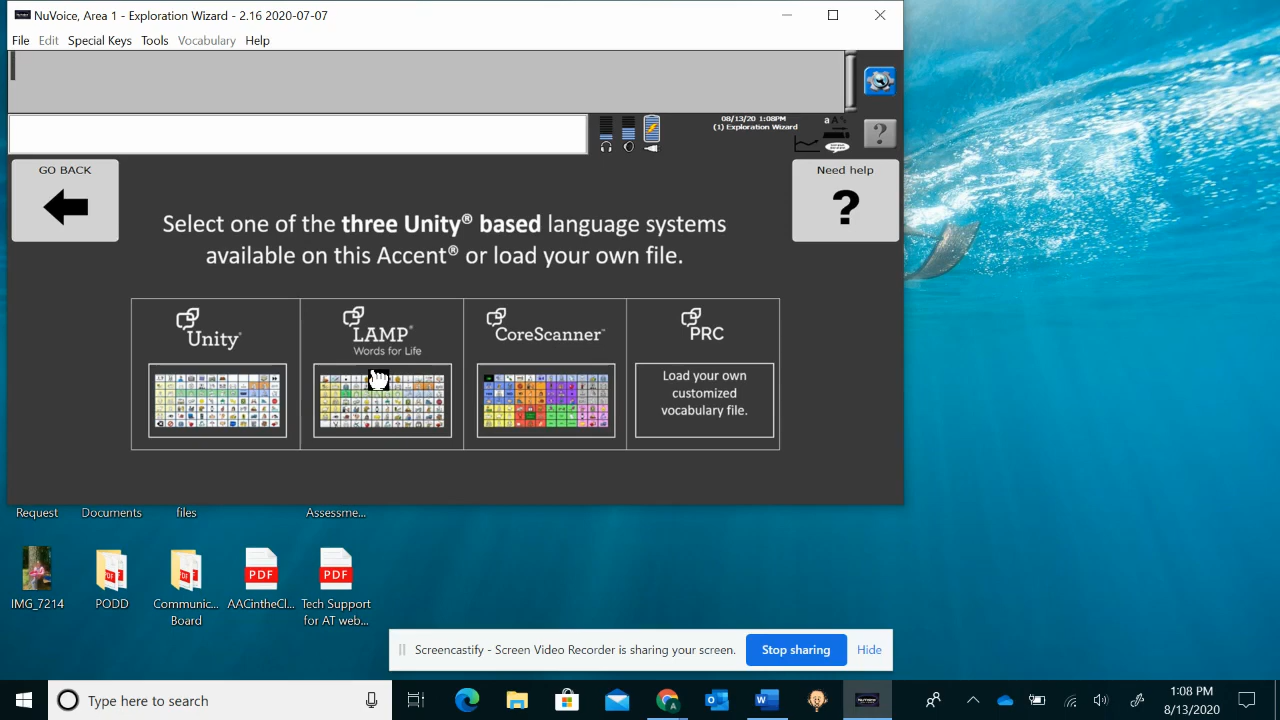 NuVoice, Area 1 - Exploration Wizard - 2.16 2020-07-07
File Edit Special Keys Tools Vocabulary Help
08/13/20 1:08PM
(1) Exploration Wizard
GO BACK
Need help
?
Select one of the three Unity® based language systems
available on this Accent® or load your own file.
Unity®
LAMP®
Words for Life
CoreScanner™
PRC
Load your own
customized
vocabulary file.
Request
Documents
files
Assessme...
IMG_7214
PODD
Communic...
Board
PDF
AACintheCl...
PDF
Tech Support
for AT web...
Screencastify - Screen Video Recorder is sharing your screen.
Stop sharing
Hide
Type here to search
1:08 PM
8/13/2020